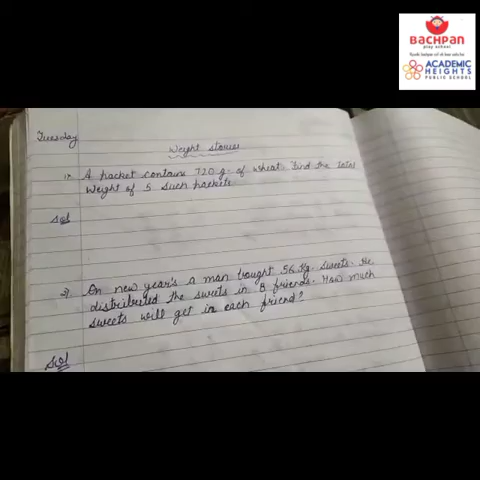 BACHPAN
play school
ACADEMIC
HEIGHTS
PUBLIC SCHOOL
Tuesday
Weight stories
1) A packet contains 720 g. of wheat. Find the total
Weight of 5 such packets.
Sol
2) On new year's a man bought 56 Kg. sweets. He
distributed the sweets in 8 friends. How much
sweets will get in each friend?
Sol